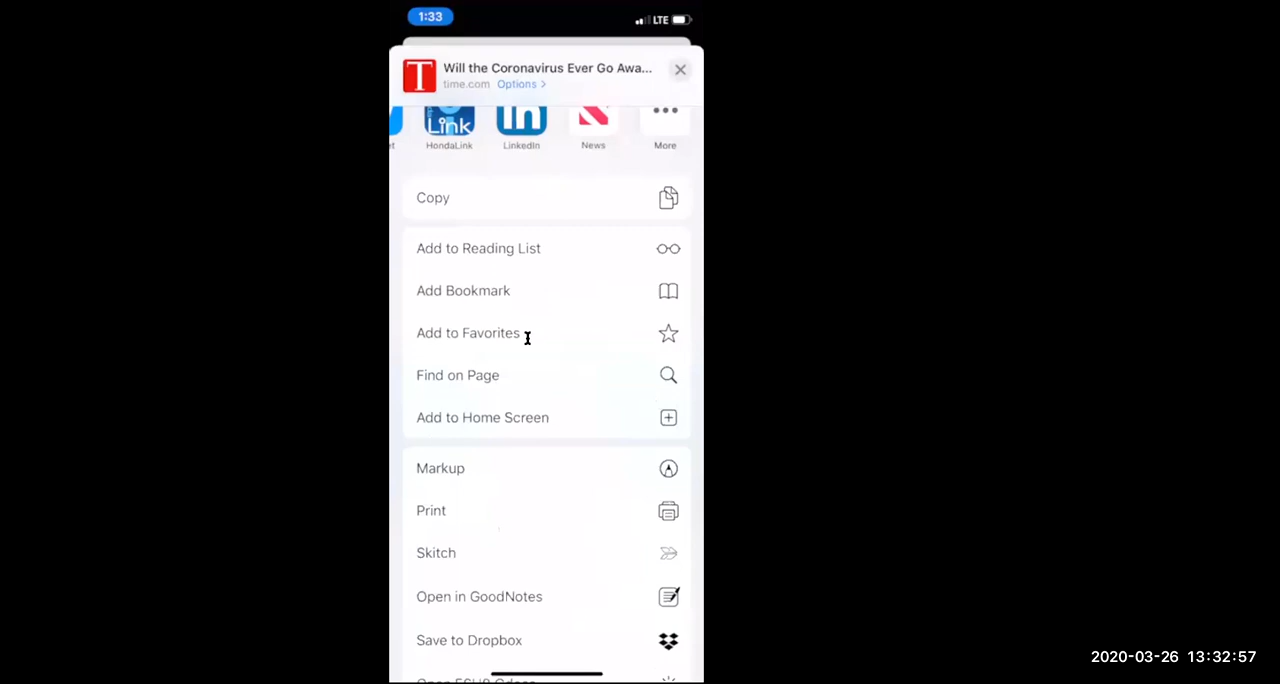 1:33
LTE
T
Will the Coronavirus Ever Go Awa...
time.com Options >
Link
in
HondaLink
LinkedIn
News
More
Copy
Add to Reading List
Add Bookmark
Add to Favorites
Find on Page
Add to Home Screen
Markup
Print
Skitch
Open in GoodNotes
Save to Dropbox
2020-03-26 13:32:57